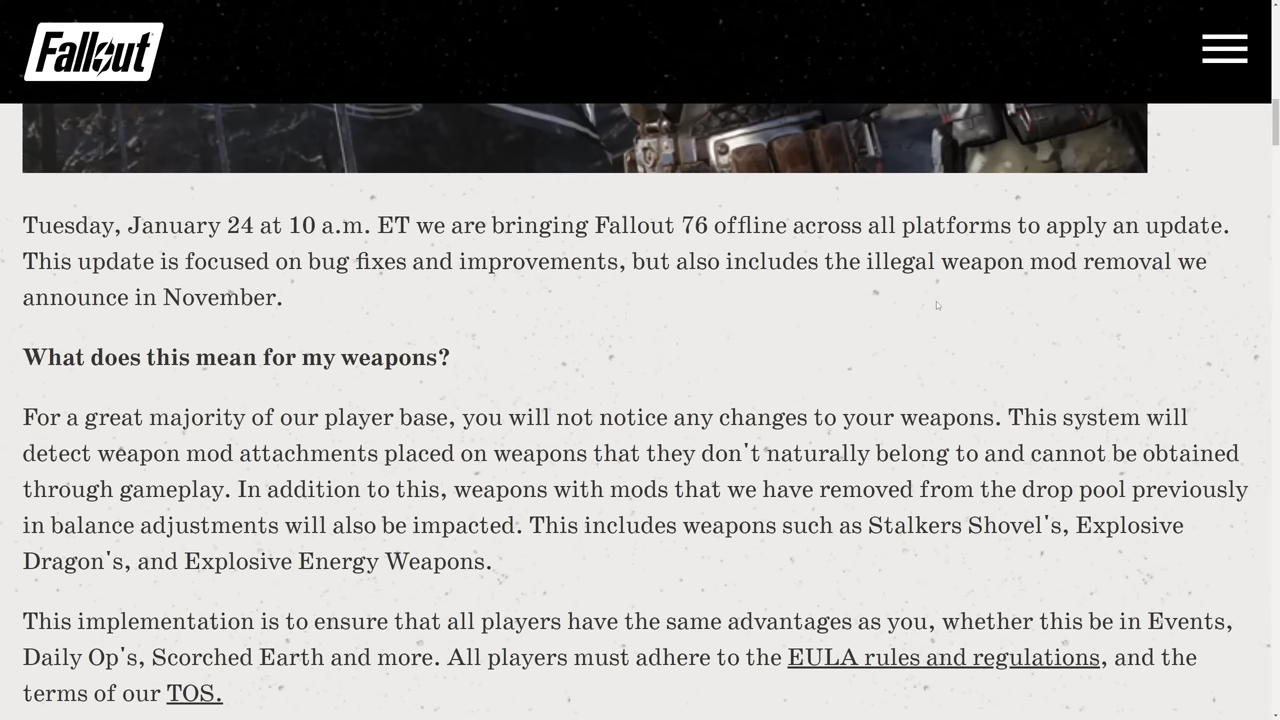 Fallout
Tuesday, January 24 at 10 a.m. ET we are bringing Fallout 76 offline across all platforms to apply an update.
This update is focused on bug fixes and improvements, but also includes the illegal weapon mod removal we
announce in November.
What does this mean for my weapons?
For a great majority of our player base, you will not notice any changes to your weapons. This system will
detect weapon mod attachments placed on weapons that they don't naturally belong to and cannot be obtained
through gameplay. In addition to this, weapons with mods that we have removed from the drop pool previously
in balance adjustments will also be impacted. This includes weapons such as Stalkers Shovel's, Explosive
Dragon's, and Explosive Energy Weapons.
This implementation is to ensure that all players have the same advantages as you, whether this be in Events,
Daily Op's, Scorched Earth and more. All players must adhere to the EULA rules and regulations, and the
terms of our TOS.